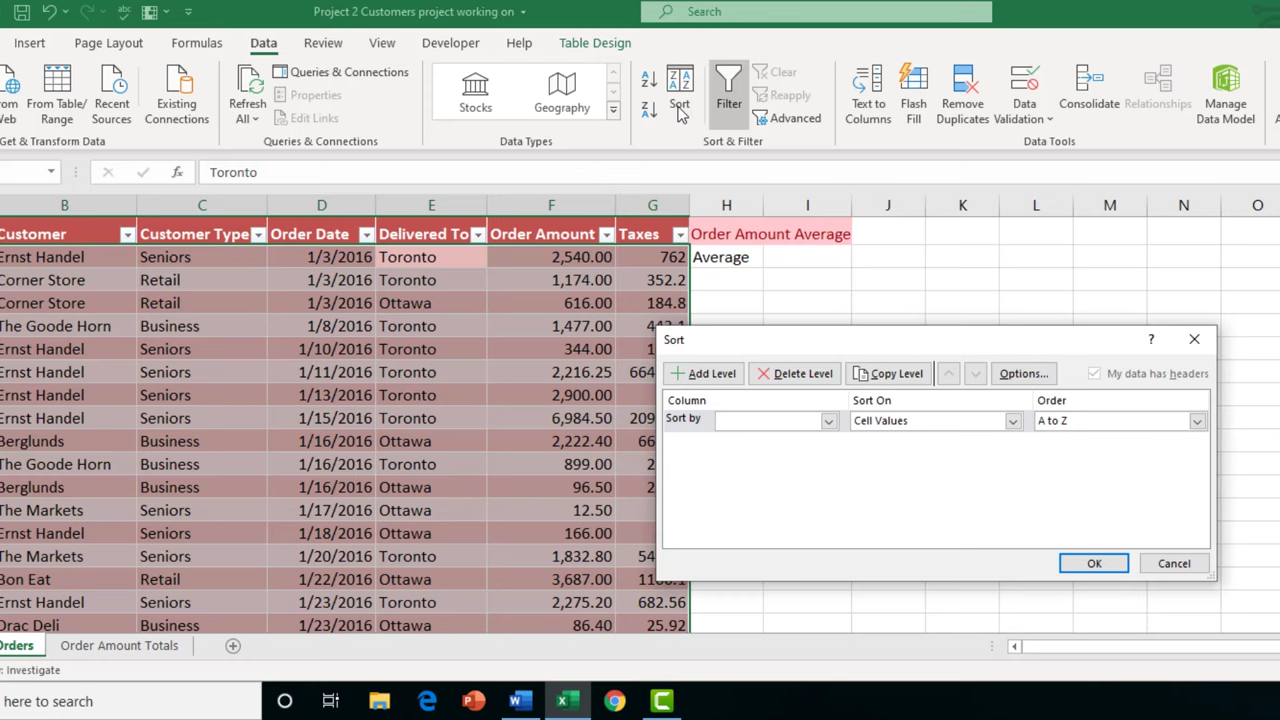 Project 2 Customers project working on
Search
Insert Page Layout Formulas Data Review View Developer Help Table Design
Web
From Table/ Range
Recent Sources
Existing Connections
Get & Transform Data
Refresh All
Queries & Connections
Properties
Edit Links
Queries & Connections
Stocks
Geography
Data Types
Sort
Filter
Clear
Reapply
Advanced
Sort & Filter
Text to Columns
Flash Fill
Remove Duplicates
Data Validation
Consolidate
Relationships
Manage Data Model
Data Tools
fx Toronto
B C D E F G H I J K L M N O
Customer Customer Type Order Date Delivered To Order Amount Taxes Order Amount Average
Ernst Handel Seniors 1/3/2016 Toronto 2,540.00 762 Average
Corner Store Retail 1/3/2016 Toronto 1,174.00 352.2
Corner Store Retail 1/3/2016 Ottawa 616.00 184.8
The Goode Horn Business 1/8/2016 Toronto 1,477.00
Ernst Handel Seniors 1/10/2016 Toronto 344.00
Ernst Handel Seniors 1/11/2016 Toronto 2,216.25 664
Ernst Handel Seniors 1/13/2016 Toronto 2,900.00
Ernst Handel Seniors 1/15/2016 Toronto 6,984.50 209
Berglunds Business 1/16/2016 Ottawa 2,222.40 66
The Goode Horn Business 1/16/2016 Toronto 899.00 2
Berglunds Business 1/16/2016 Ottawa 96.50 2
The Markets Seniors 1/17/2016 Ottawa 12.50
Ernst Handel Seniors 1/18/2016 Ottawa 166.00
The Markets Seniors 1/20/2016 Toronto 1,832.80 54
Bon Eat Retail 1/22/2016 Ottawa 3,687.00
Ernst Handel Seniors 1/23/2016 Toronto 2,275.20 682.56
Drac Deli Business 1/23/2016 Ottawa 86.40 25.92
Sort ?
Add Level Delete Level Copy Level Options... My data has headers
Column Sort On Order
Sort by Cell Values A to Z
OK Cancel
Orders Order Amount Totals
: Investigate
here to search